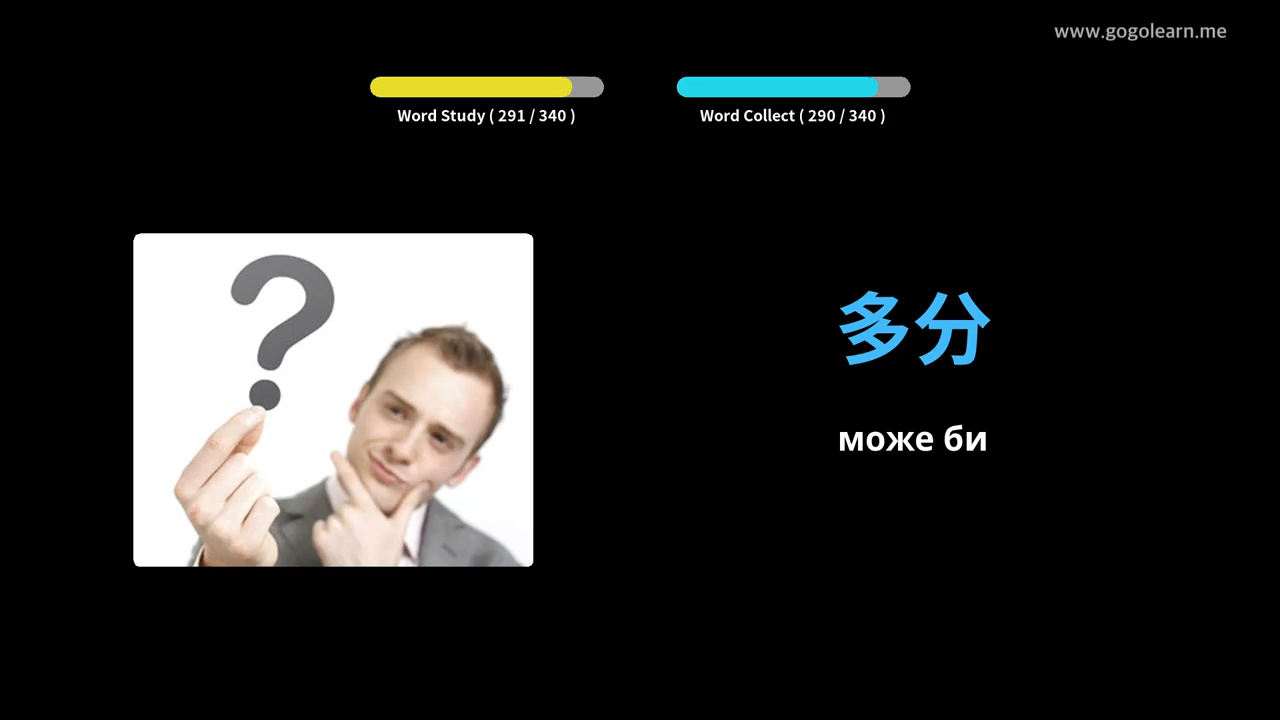 www.gogolearn.me
Word Study ( 291 / 340 )
Word Collect ( 290 / 340 )
多分
може би